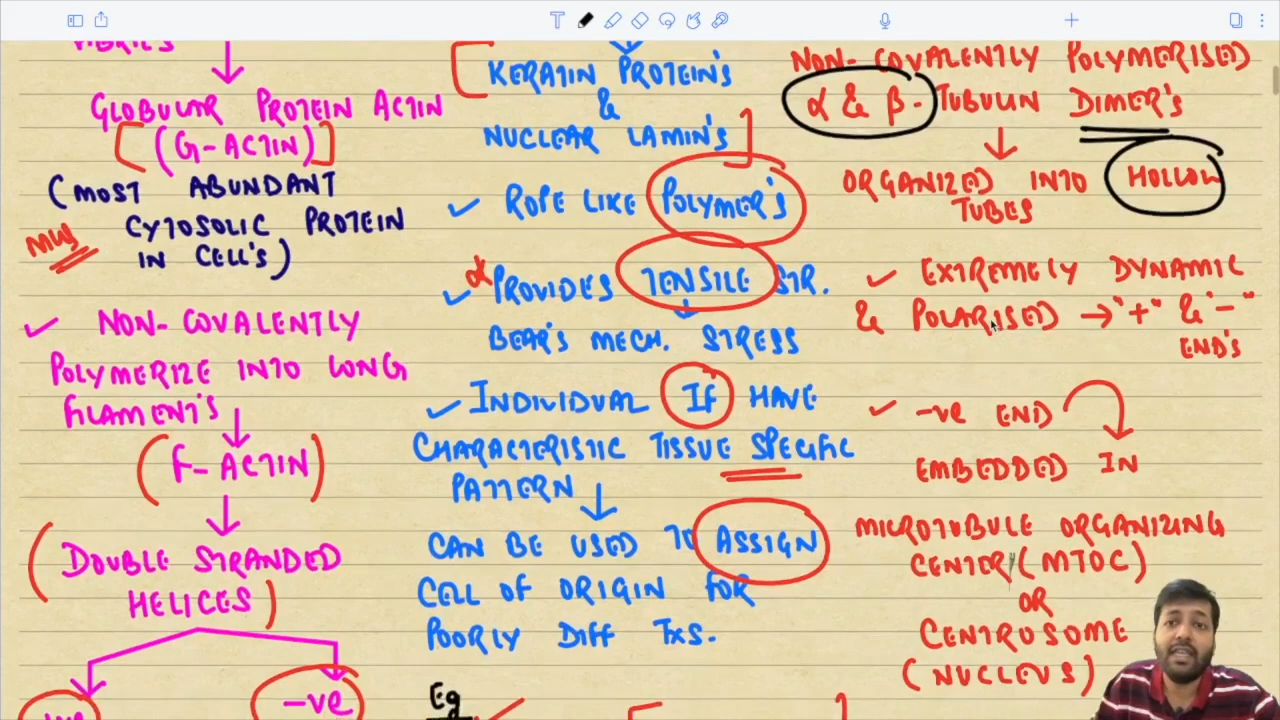 FIBRIL'S
GLOBULAR PROTEIN ACTIN
(G-ACTIN)
(MOST ABUNDANT
CYTOSOLIC PROTEIN
IN CELL'S)
NON-COVALENTLY
POLYMERIZE INTO LONG
FILAMENT'S
(F-ACTIN)
(DOUBLE STRANDED
HELICES)
-ve
KERATIN PROTEIN'S
&
NUCLEAR LAMIN'S
ROPE LIKE POLYMER'S
PROVIDES TENSILE STR.
BEAR'S MECH. STRESS
INDIVIDUAL IF HAVE
CHARACTERISTIC TISSUE SPECIFIC
PATTERN
CAN BE USED TO ASSIGN
CELL OF ORIGIN FOR
POORLY DIFF TXS.
Eg
NON-COVALENTLY POLYMERISED
α & β- TUBULIN DIMER'S
ORGANIZED INTO HOLLOW
TUBES
EXTREMELY DYNAMIC
& POLARISED → "+" & "-"
END'S
-ve END
EMBEDDED IN
MICROTUBULE ORGANIZING
CENTER (MTOC)
OR
CENTROSOME
(NUCLEUS)